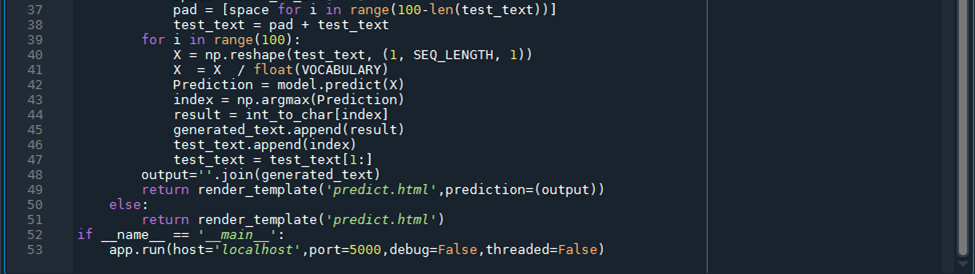 37 pad = [space for i in range(100-len(test_text))]
38 test_text = pad + test_text
39 for i in range(100):
40 X = np.reshape(test_text, (1, SEQ_LENGTH, 1))
41 X  = X  / float(VOCABULARY)
42 Prediction = model.predict(X)
43 index = np.argmax(Prediction)
44 result = int_to_char[index]
45 generated_text.append(result)
46 test_text.append(index)
47 test_text = test_text[1:]
48 output=''.join(generated_text)
49 return render_template('predict.html',prediction=(output))
50 else:
51 return render_template('predict.html')
52 if __name__ == '__main__':
53 app.run(host='localhost',port=5000,debug=False,threaded=False)